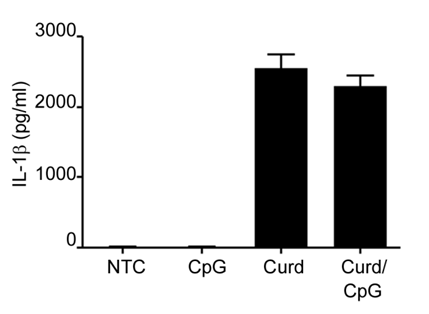 3000
2000
1000
0
IL-1β (pg/ml)
NTC
CpG
Curd
Curd/
CpG